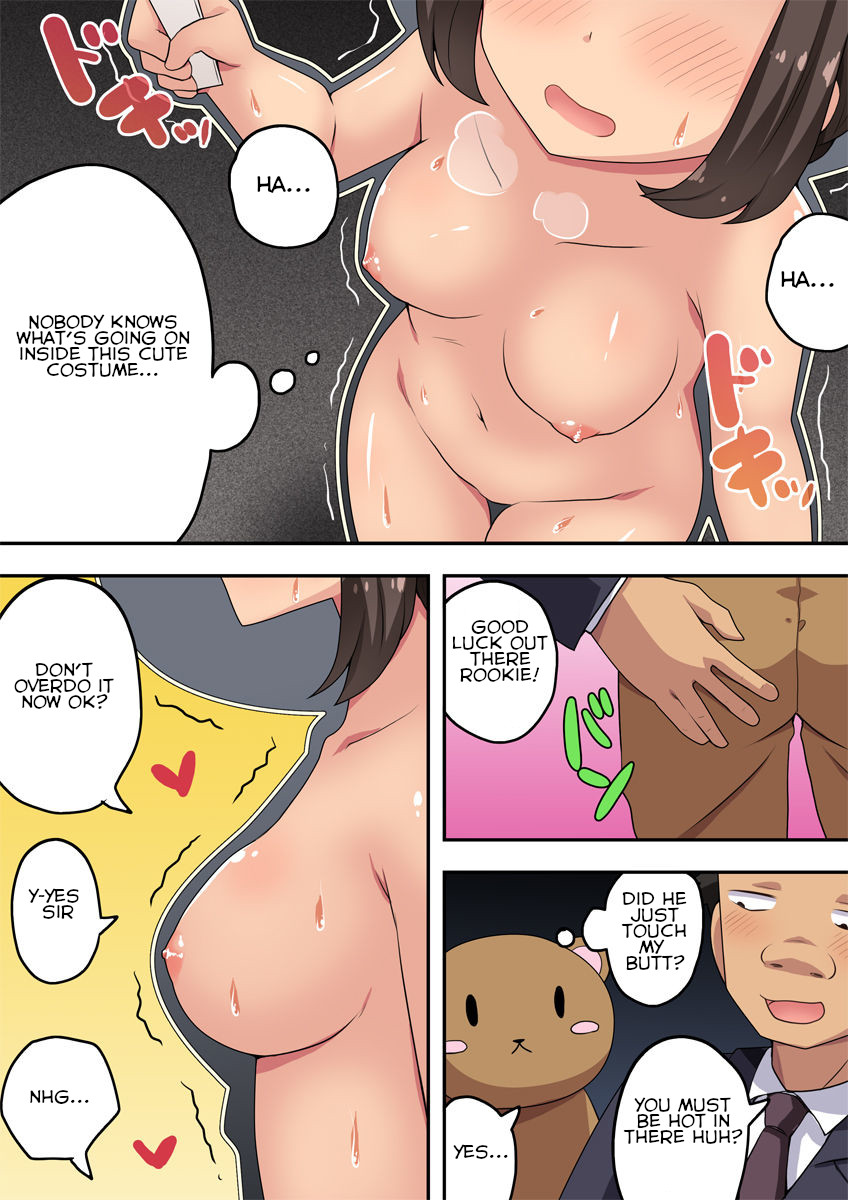 ドキッ
HA...
HA...
NOBODY KNOWS
WHAT'S GOING ON
INSIDE THIS CUTE
COSTUME...
ドキッ
DON'T
OVERDO IT
NOW OK?
Y-YES
SIR
NHG...
GOOD
LUCK OUT
THERE
ROOKIE!
DID HE
JUST
TOUCH
MY
BUTT?
YOU MUST
BE HOT IN
THERE HUH?
YES...